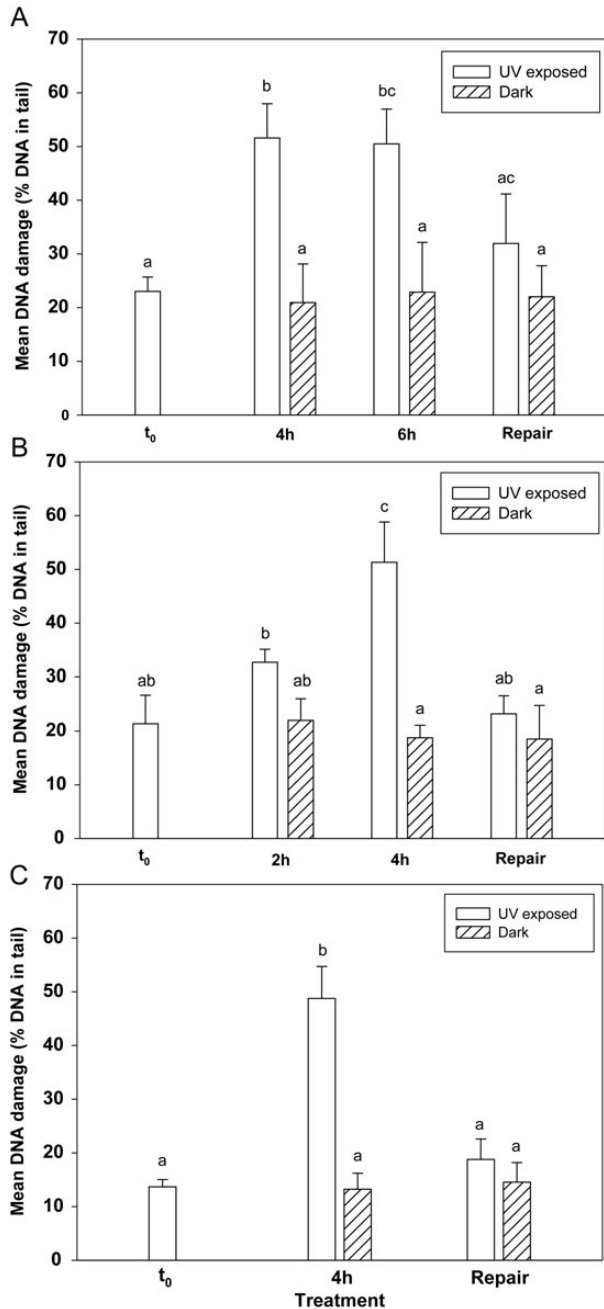 A
70
60
50
40
30
20
10
0
Mean DNA damage (% DNA in tail)
UV exposed
Dark
a
b
a
bc
a
ac
a
t₀ 4h 6h Repair
B
70
60
50
40
30
20
10
0
Mean DNA damage (% DNA in tail)
UV exposed
Dark
ab
b
ab
c
a
ab
a
t₀ 2h 4h Repair
C
70
60
50
40
30
20
10
0
Mean DNA damage (% DNA in tail)
UV exposed
Dark
a
b
a
a
a
t₀ 4h Repair
Treatment